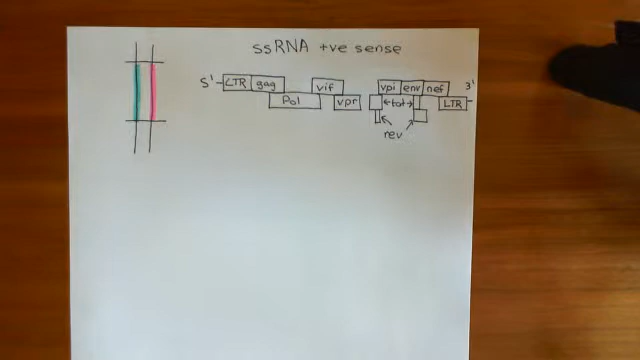 ssRNA +ve sense
5' LTR gag vif vpi env nef 3'
Pol vpr tat LTR
rev